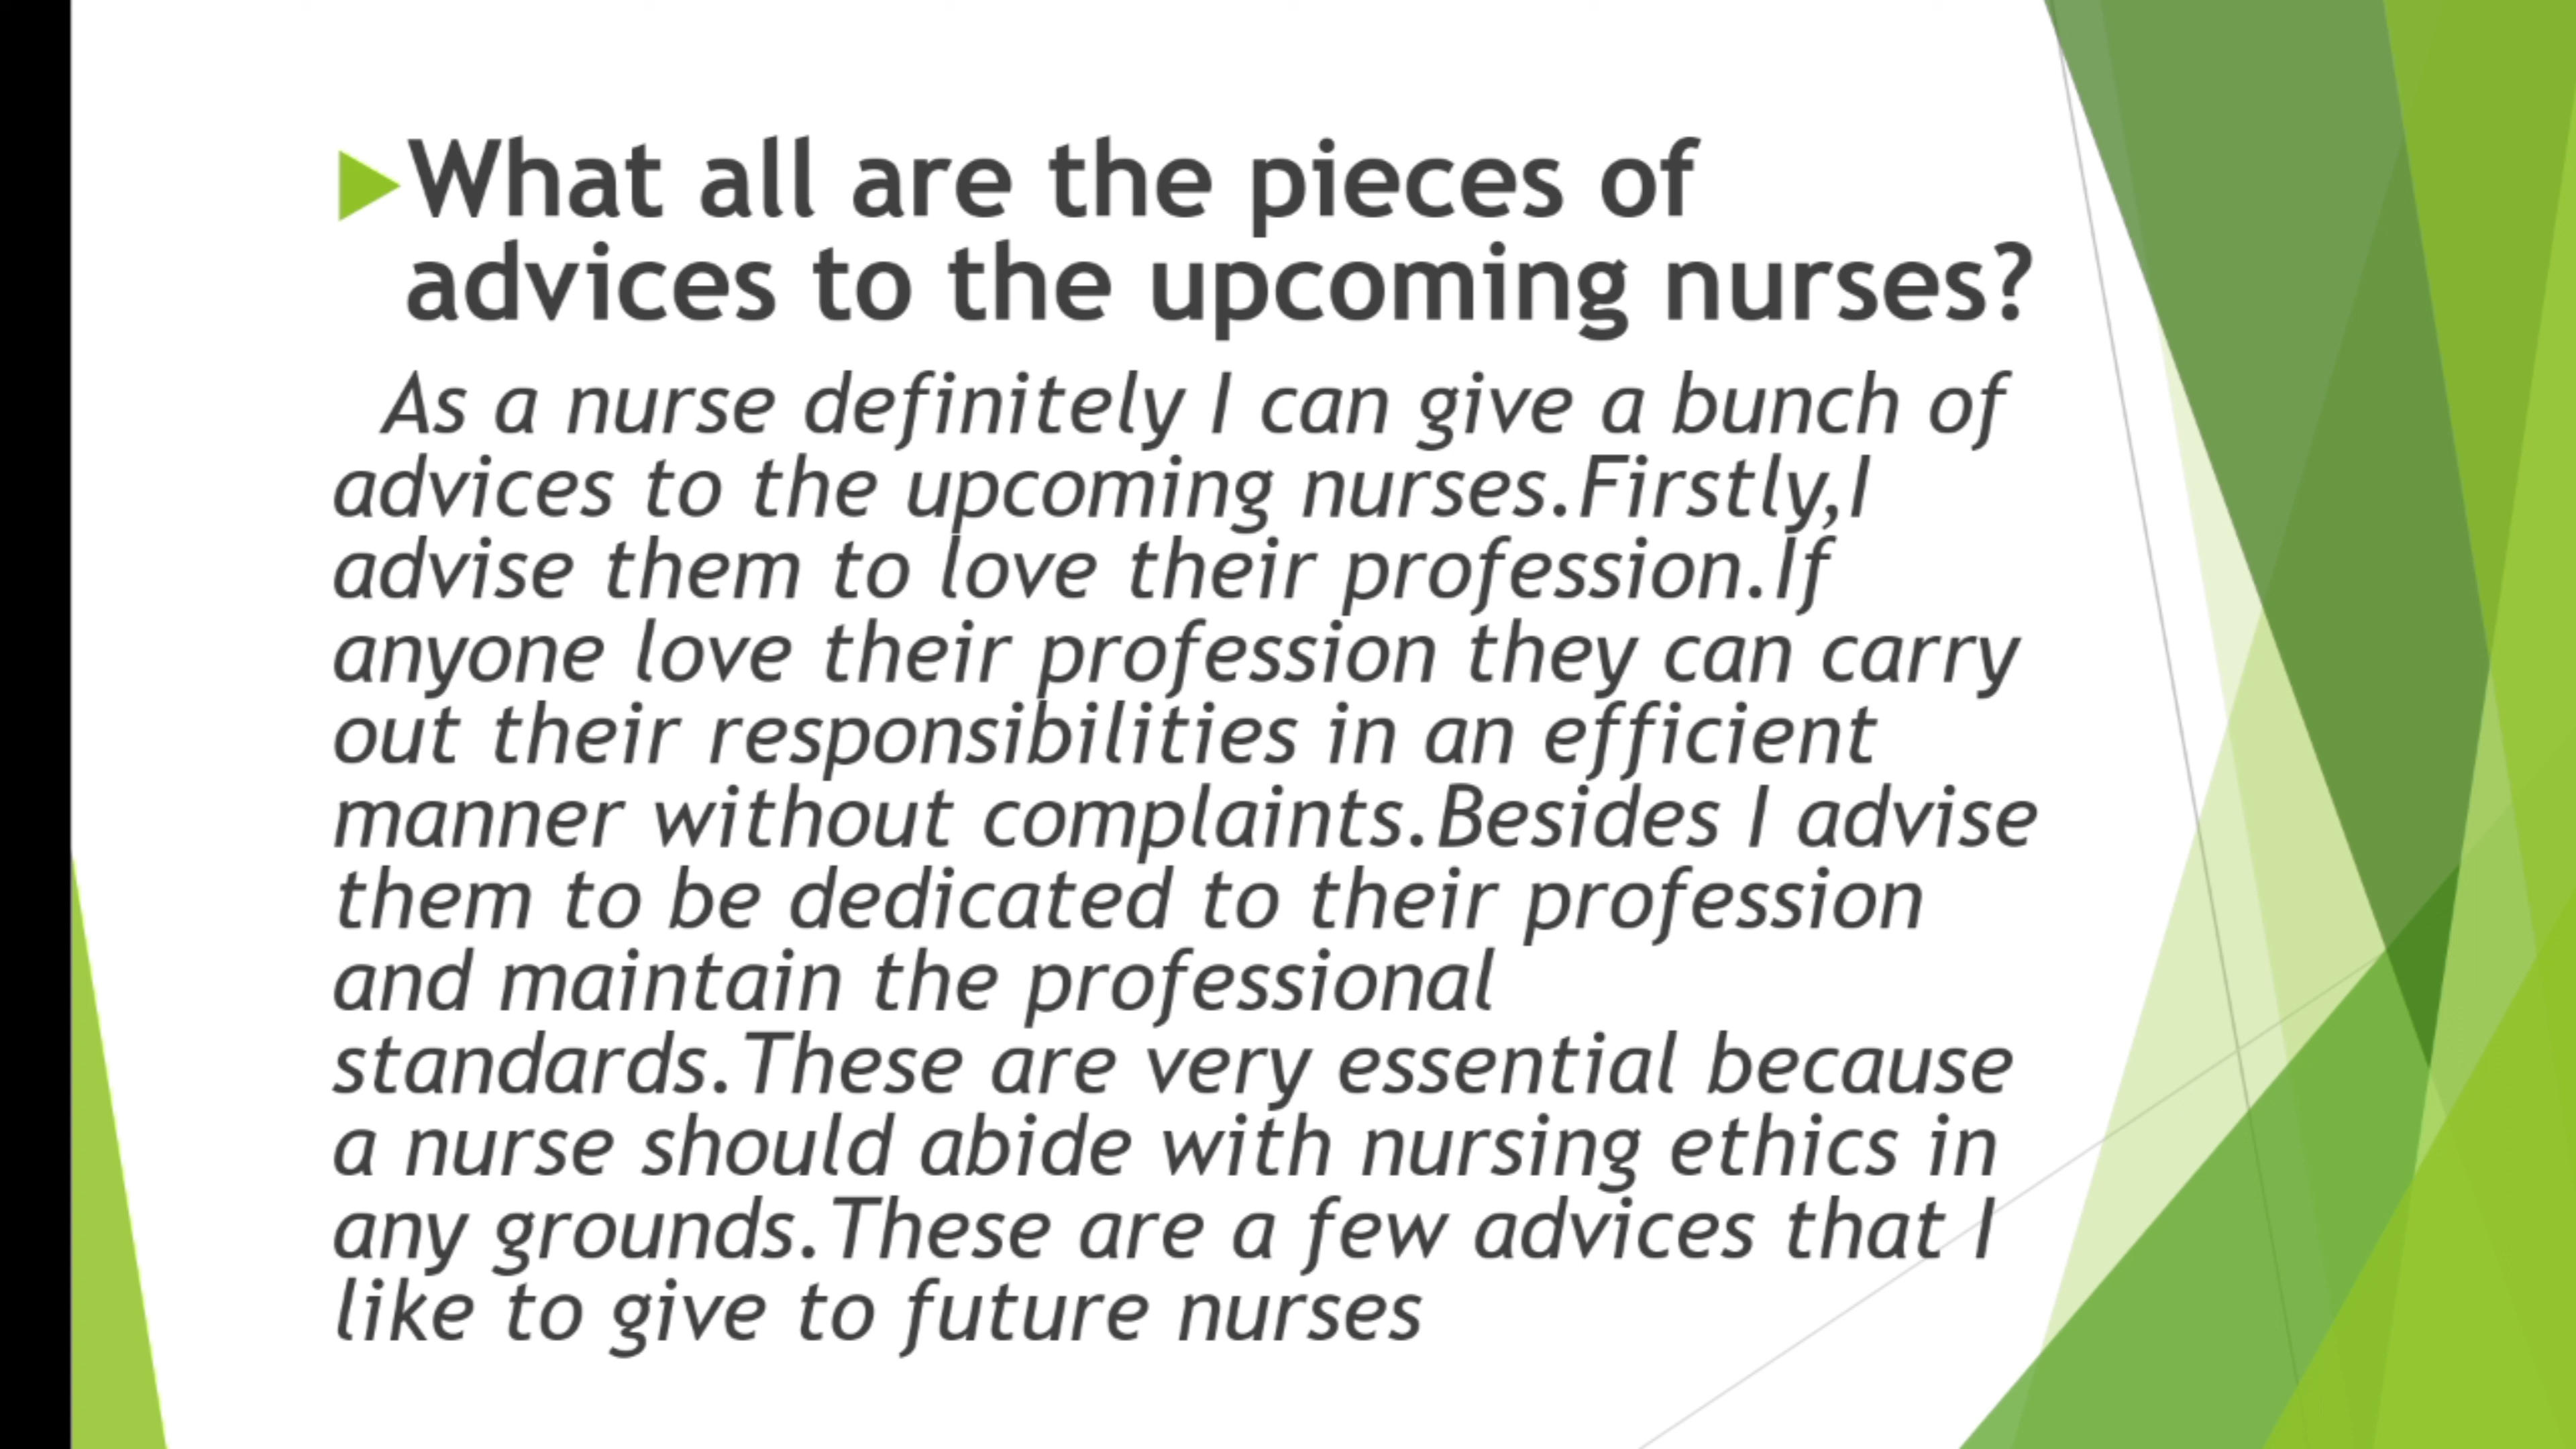 What all are the pieces of
advices to the upcoming nurses?
As a nurse definitely I can give a bunch of
advices to the upcoming nurses.Firstly,I
advise them to love their profession.If
anyone love their profession they can carry
out their responsibilities in an efficient
manner without complaints.Besides I advise
them to be dedicated to their profession
and maintain the professional
standards.These are very essential because
a nurse should abide with nursing ethics in
any grounds.These are a few advices that I
like to give to future nurses